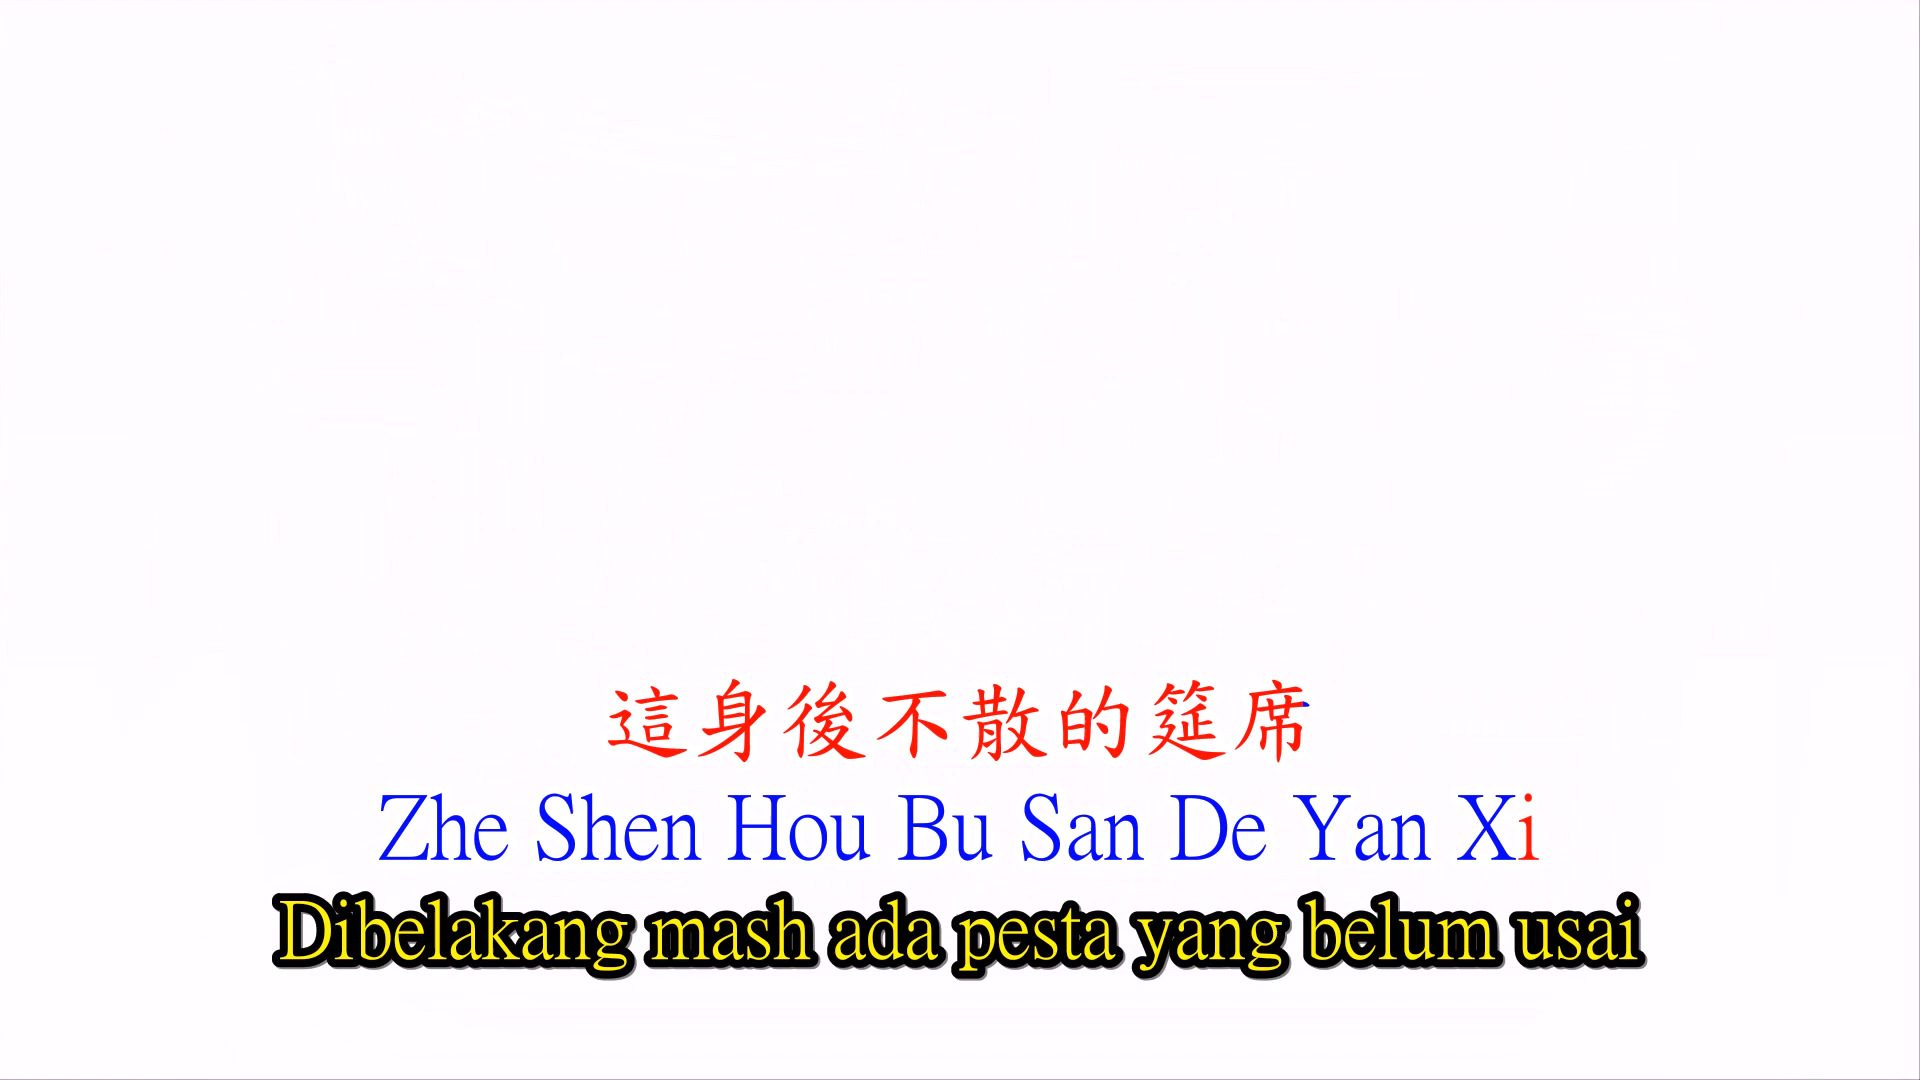 這身後不散的筵席
Zhe Shen Hou Bu San De Yan Xi
Dibelakang mash ada pesta yang belum usai